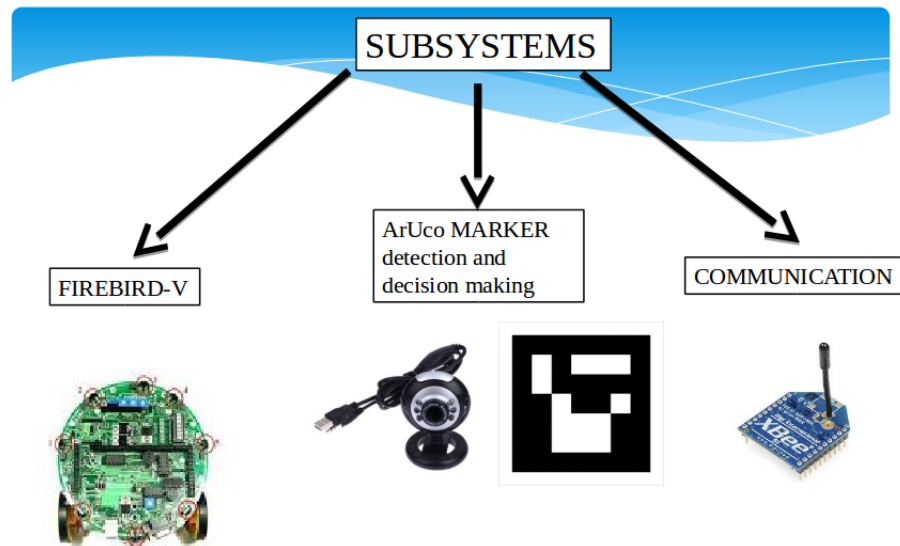 SUBSYSTEMS
FIREBIRD-V
ArUco MARKER
detection and
decision making
COMMUNICATION
XBee